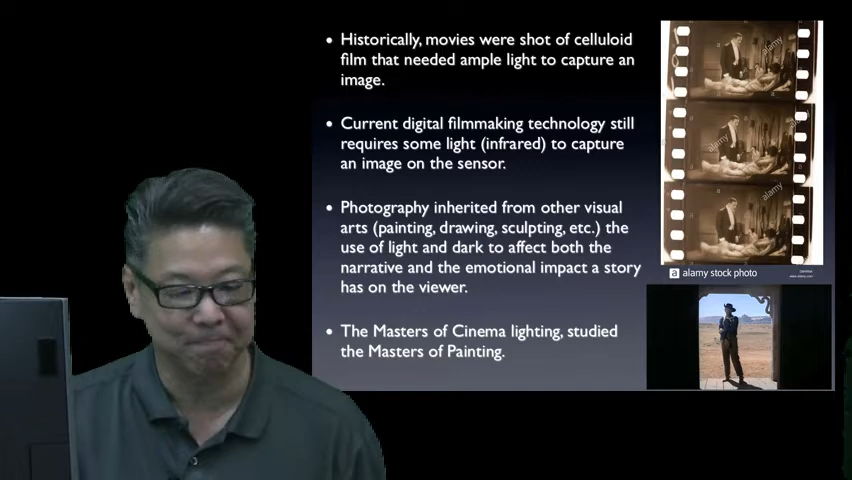 • Historically, movies were shot of celluloid
film that needed ample light to capture an
image.
• Current digital filmmaking technology still
requires some light (infrared) to capture
an image on the sensor.
• Photography inherited from other visual
arts (painting, drawing, sculpting, etc.) the
use of light and dark to affect both the
narrative and the emotional impact a story
has on the viewer.
• The Masters of Cinema lighting, studied
the Masters of Painting.
alamy
alamy
alamy
a alamy stock photo